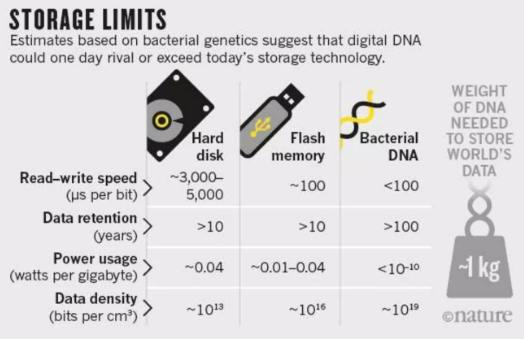 STORAGE LIMITS
Estimates based on bacterial genetics suggest that digital DNA
could one day rival or exceed today's storage technology.
Hard
disk
Flash
memory
Bacterial
DNA
Read–write speed
(μs per bit)
~3,000–
5,000
~100
<100
Data retention
(years)
>10
>10
>100
Power usage
(watts per gigabyte)
~0.04
~0.01–0.04
<10⁻¹⁰
Data density
(bits per cm³)
~10¹³
~10¹⁶
~10¹⁹
WEIGHT
OF DNA
NEEDED
TO STORE
WORLD'S
DATA
~1 kg
©nature